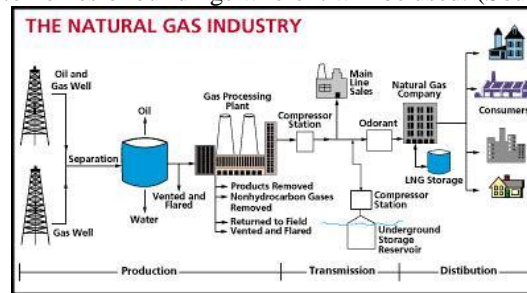 THE NATURAL GAS INDUSTRY
Oil and
Gas Well
Oil
Separation
Water
Gas Well
Vented and
Flared
Gas Processing
Plant
Products Removed
Nonhydrocarbon Gases
Removed
Returned to Field
Vented and Flared
Compressor
Station
Main
Line
Sales
Odorant
Compressor
Station
Underground
Storage
Reservoir
Natural Gas
Company
LNG Storage
Consumers
Production
Transmission
Distibution